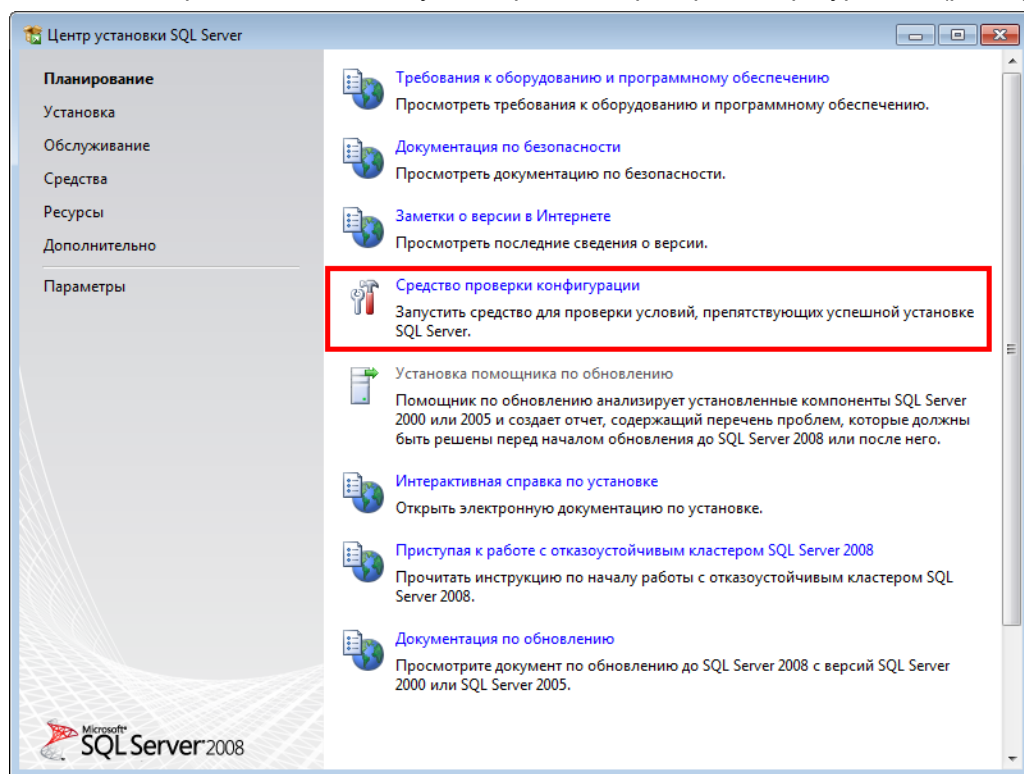 Центр установки SQL Server
Планирование
Установка
Обслуживание
Средства
Ресурсы
Дополнительно
Параметры
Требования к оборудованию и программному обеспечению
Просмотреть требования к оборудованию и программному обеспечению.
Документация по безопасности
Просмотреть документацию по безопасности.
Заметки о версии в Интернете
Просмотреть последние сведения о версии.
Средство проверки конфигурации
Запустить средство для проверки условий, препятствующих успешной установке
SQL Server.
Установка помощника по обновлению
Помощник по обновлению анализирует установленные компоненты SQL Server
2000 или 2005 и создает отчет, содержащий перечень проблем, которые должны
быть решены перед началом обновления до SQL Server 2008 или после него.
Интерактивная справка по установке
Открыть электронную документацию по установке.
Приступая к работе с отказоустойчивым кластером SQL Server 2008
Прочитать инструкцию по началу работы с отказоустойчивым кластером SQL
Server 2008.
Документация по обновлению
Просмотрите документ по обновлению до SQL Server 2008 с версий SQL Server
2000 или SQL Server 2005.
Microsoft®
SQL Server®2008